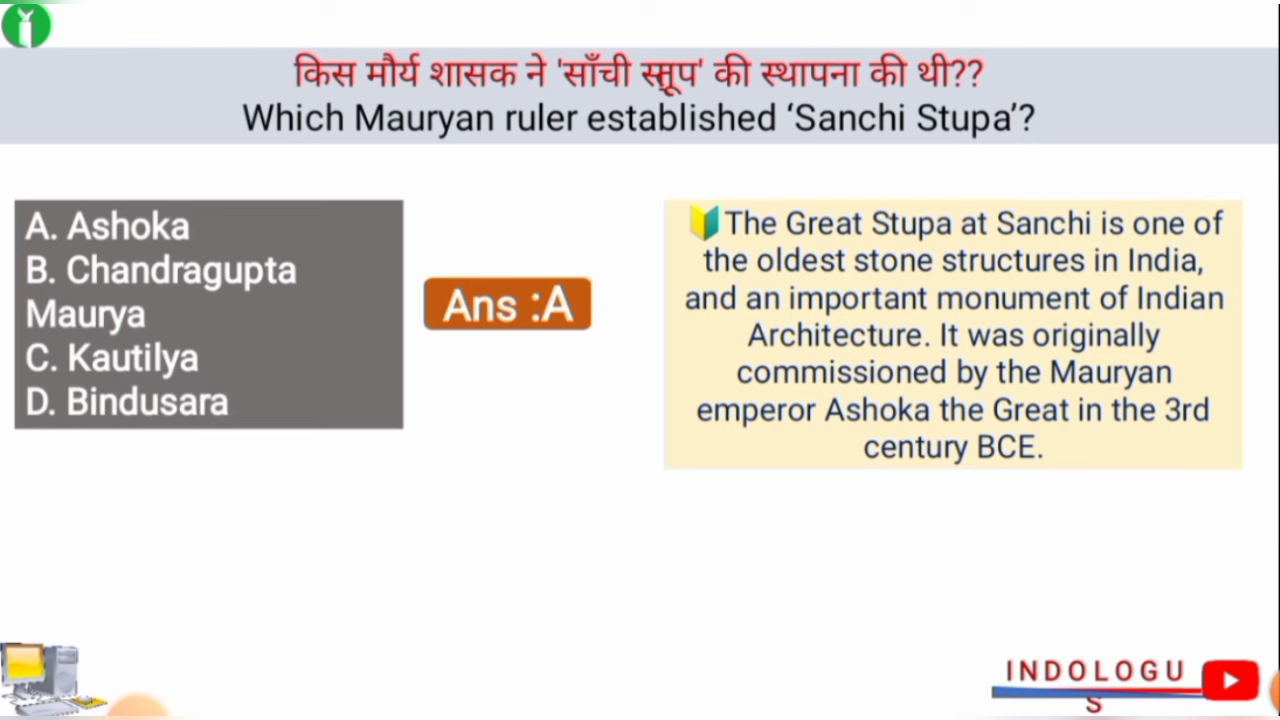 किस मौर्य शासक ने 'साँची स्तूप' की स्थापना की थी??
Which Mauryan ruler established ‘Sanchi Stupa’?
A. Ashoka
B. Chandragupta
Maurya
C. Kautilya
D. Bindusara
Ans :A
🔰The Great Stupa at Sanchi is one of
the oldest stone structures in India,
and an important monument of Indian
Architecture. It was originally
commissioned by the Mauryan
emperor Ashoka the Great in the 3rd
century BCE.
INDOLOGU
S